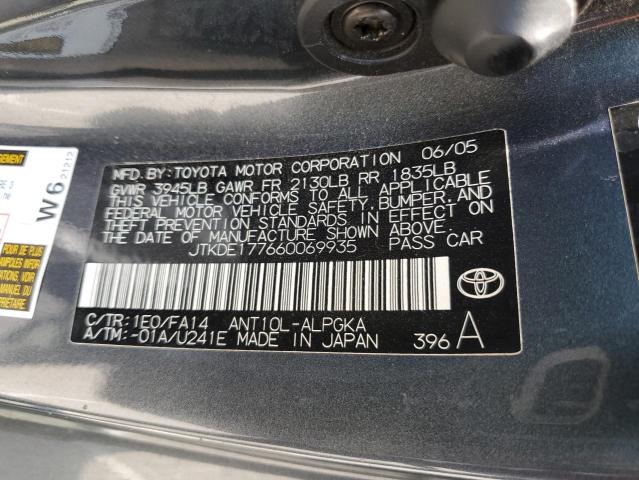 MFD.BY:TOYOTA MOTOR CORPORATION 06/05
GVWR 3945LB GAWR FR 2130LB RR 1835LB
THIS VEHICLE CONFORMS TO ALL APPLICABLE
FEDERAL MOTOR VEHICLE SAFETY, BUMPER, AND
THEFT PREVENTION STANDARDS IN EFFECT ON
THE DATE OF MANUFACTURE SHOWN ABOVE.
JTKDE177660069935 PASS CAR
C/TR:1E0/FA14 ANT10L-ALPGKA
A/TM:-01A/U241E MADE IN JAPAN 396 A
W6
21212